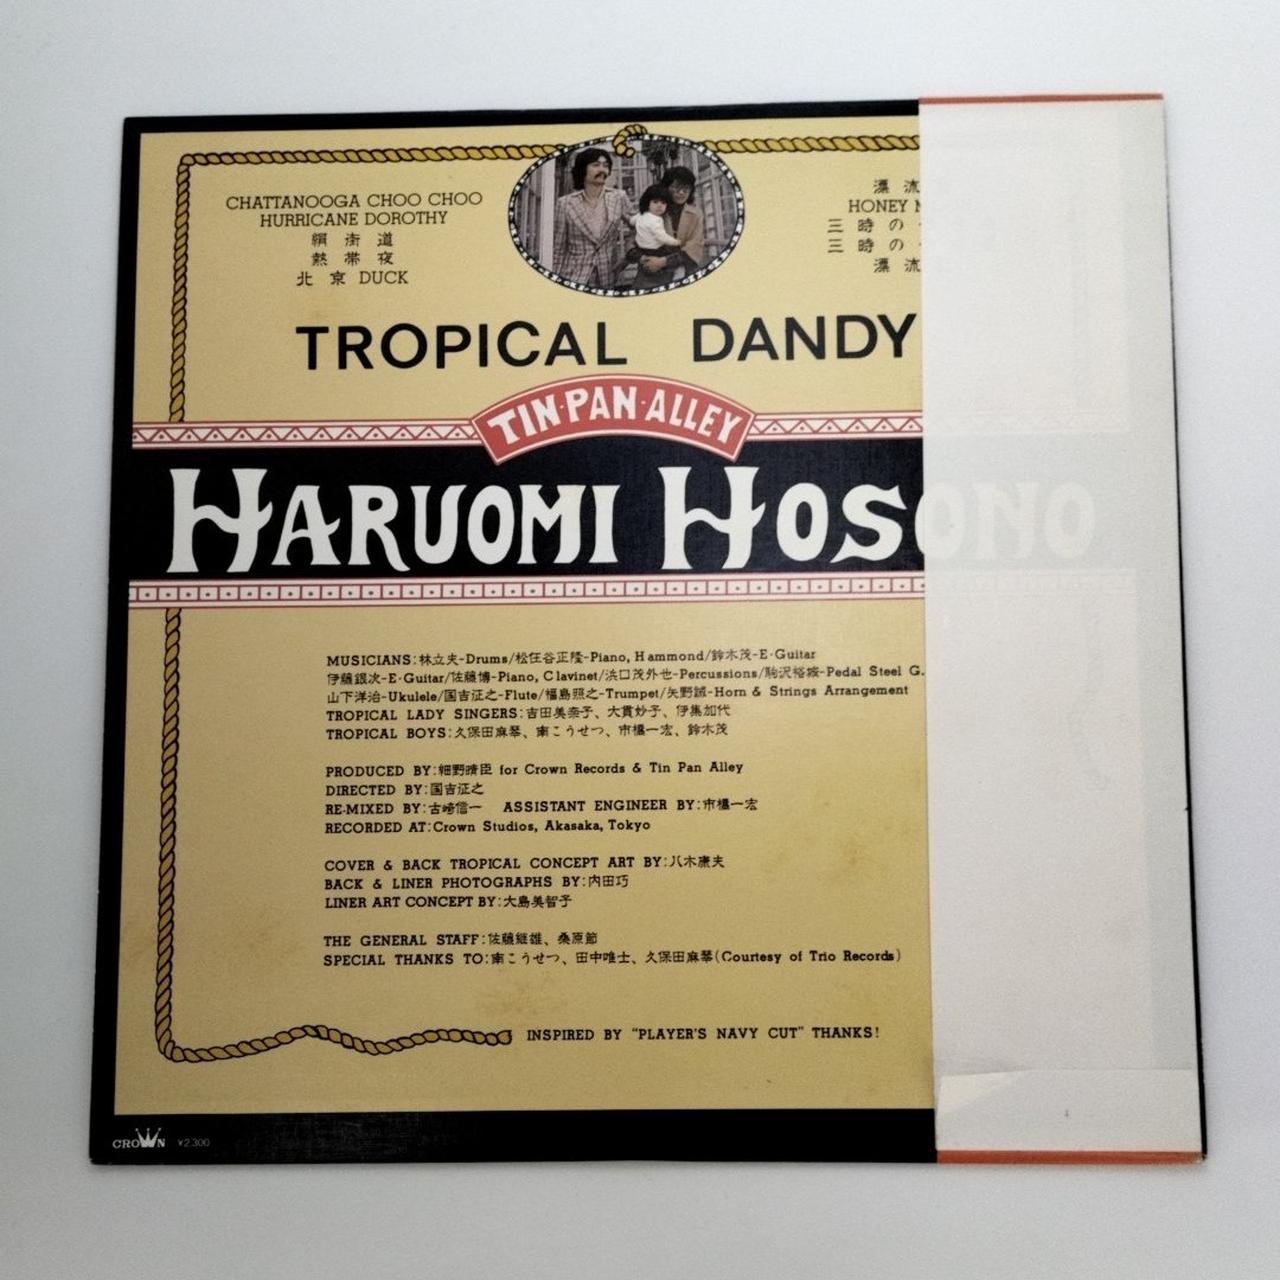 CHATTANOOGA CHOO CHOO
HURRICANE DOROTHY
絹街道
熱帯夜
北京 DUCK
漂流
HONEY
三時の
三時の
漂流
TROPICAL DANDY
TIN·PAN·ALLEY
HARUOMI HOSONO
MUSICIANS:林立夫-Drums/松任谷正隆-Piano, Hammond/鈴木茂-E·Guitar
伊藤銀次-E·Guitar/佐藤博-Piano, Clavinet/浜口茂外也-Percussions/駒沢裕城-Pedal Steel G.
山下洋治-Ukulele/国吉征之-Flute/福島照之-Trumpet/矢野誠-Horn & Strings Arrangement
TROPICAL LADY SINGERS:吉田美奈子、大貫妙子、伊集加代
TROPICAL BOYS:久保田麻琴、南こうせつ、市橋一宏、鈴木茂
PRODUCED BY:細野晴臣 for Crown Records & Tin Pan Alley
DIRECTED BY:国吉征之
RE-MIXED BY:古崎信一 ASSISTANT ENGINEER BY:市橋一宏
RECORDED AT:Crown Studios, Akasaka, Tokyo
COVER & BACK TROPICAL CONCEPT ART BY:八木康夫
BACK & LINER PHOTOGRAPHS BY:内田巧
LINER ART CONCEPT BY:大島美智子
THE GENERAL STAFF:佐藤継雄、桑原節
SPECIAL THANKS TO:南こうせつ、田中唯士、久保田麻琴(Courtesy of Trio Records)
INSPIRED BY "PLAYER'S NAVY CUT" THANKS!
CROWN ¥2,300